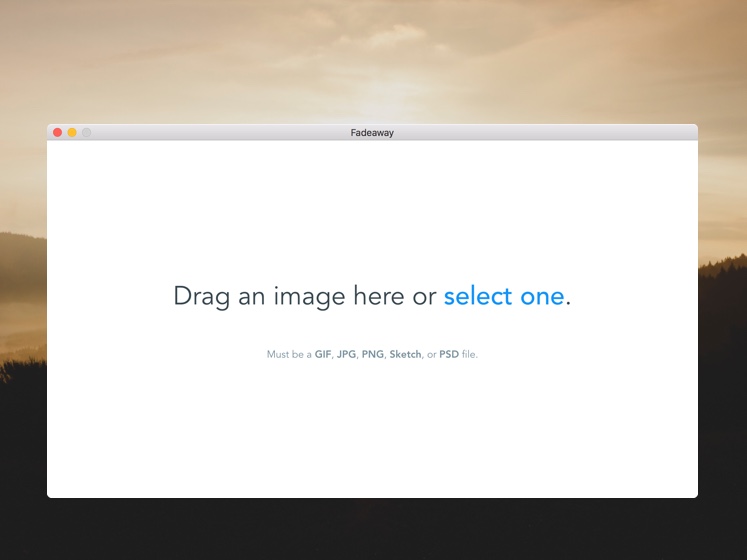 Fadeaway
Drag an image here or select one.
Must be a GIF, JPG, PNG, Sketch, or PSD file.